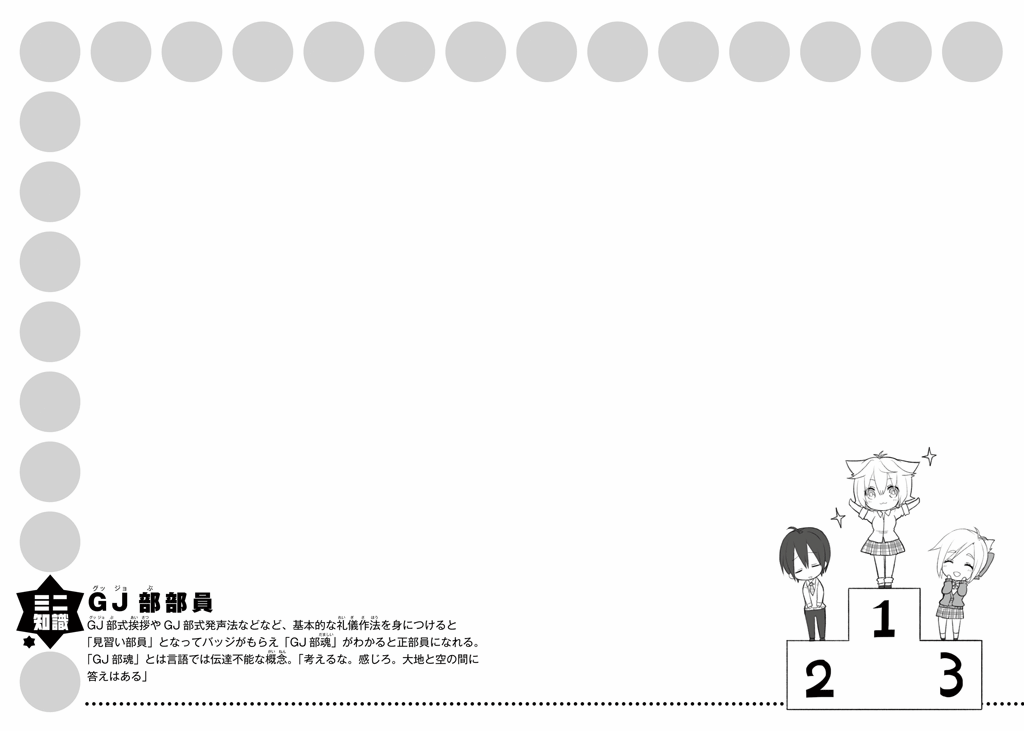 ミニ
知識
GJ部部員
GJ部式挨拶やGJ部式発声法などなど、基本的な礼儀作法を身につけると
「見習い部員」となってバッジがもらえ「GJ部魂」がわかると正部員になれる。
「GJ部魂」とは言語では伝達不能な概念。「考えるな。感じろ。大地と空の間に
答えはある」
1
2
3